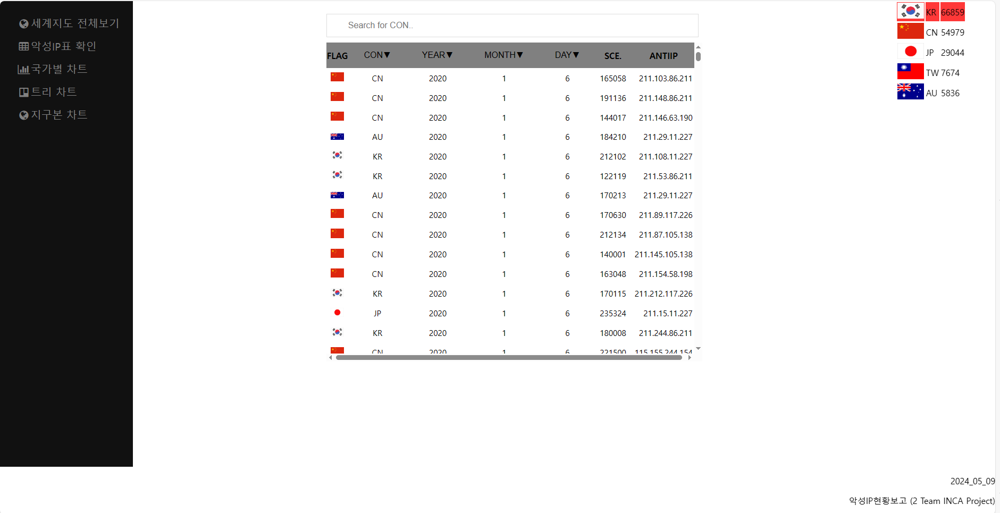 세계지도 전체보기
악성IP표 확인
국가별 차트
트리 차트
지구본 차트
Search for CON..
FLAG CON▼ YEAR▼ MONTH▼ DAY▼ SCE. ANTIIP
CN 2020 1 6 165058 211.103.86.211
CN 2020 1 6 191136 211.148.86.211
CN 2020 1 6 144017 211.146.63.190
AU 2020 1 6 184210 211.29.11.227
KR 2020 1 6 212102 211.108.11.227
KR 2020 1 6 122119 211.53.86.211
AU 2020 1 6 170213 211.29.11.227
CN 2020 1 6 170630 211.89.117.226
CN 2020 1 6 212134 211.87.105.138
CN 2020 1 6 140001 211.145.105.138
CN 2020 1 6 163048 211.154.58.198
KR 2020 1 6 170115 211.212.117.226
JP 2020 1 6 235324 211.15.11.227
KR 2020 1 6 180008 211.244.86.211
CN 2020 1 6 221500 115.155.244.154
KR 66859
CN 54979
JP 29044
TW 7674
AU 5836
2024_05_09
악성IP현황보고 (2 Team INCA Project)